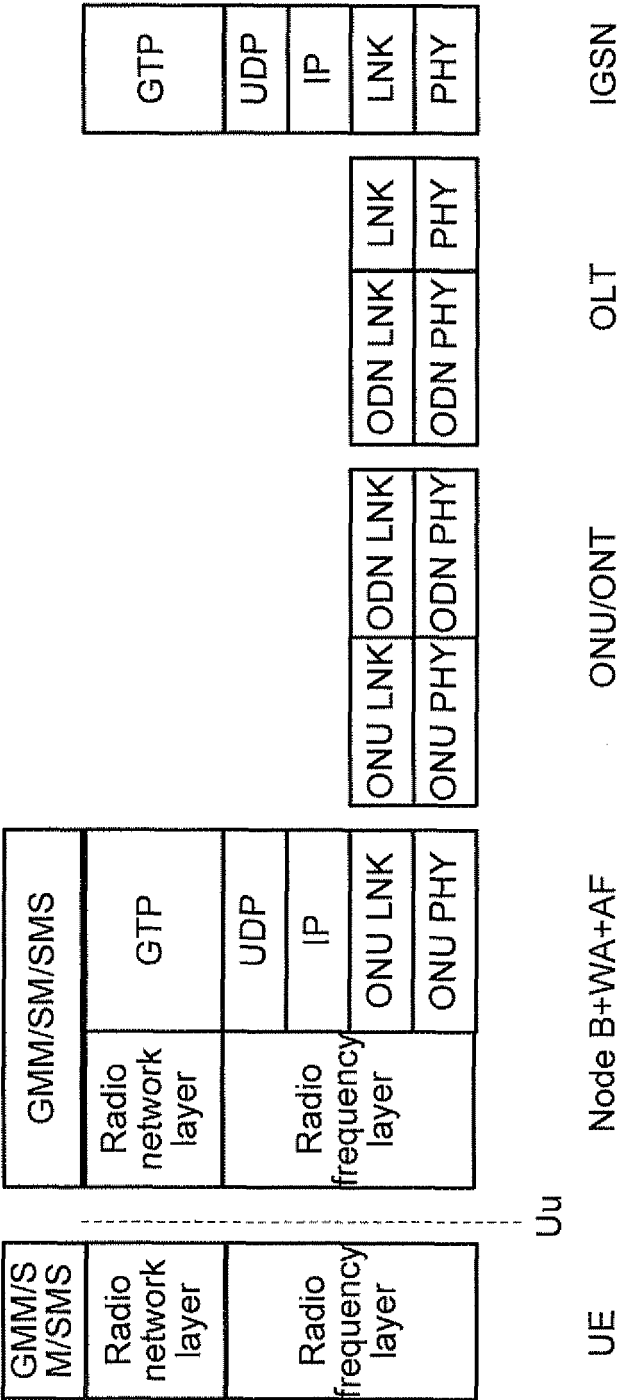 GMM/S
M/SMS
Radio
network
layer
Radio
frequency
layer
UE
Uu
GMM/SM/SMS
Radio
network
layer
GTP
Radio
frequency
layer
UDP
IP
ONU LNK
ONU PHY
Node B+WA+AF
ONU LNK
ODN LNK
ONU PHY
ODN PHY
ONU/ONT
ODN LNK
LNK
ODN PHY
PHY
OLT
GTP
UDP
IP
LNK
PHY
IGSN